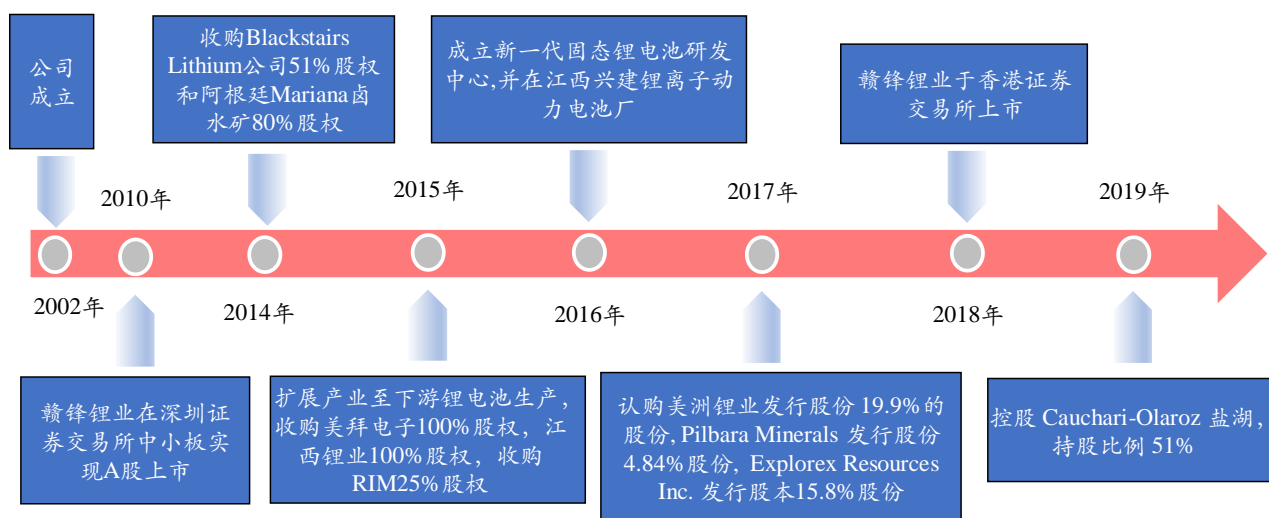 公司
成立
收购Blackstairs
Lithium公司51%股权
和阿根廷Mariana卤
水矿80%股权
成立新一代固态锂电池研发
中心,并在江西兴建锂离子动
力电池厂
赣锋锂业于香港证券
交易所上市
2010年
2015年
2017年
2019年
2002年
2014年
2016年
2018年
赣锋锂业在深圳证
券交易所中小板实
现A股上市
扩展产业至下游锂电池生产，
收购美拜电子100%股权，江
西锂业100%股权，收购
RIM25%股权
认购美洲锂业发行股份 19.9%的
股份, Pilbara Minerals 发行股份
4.84%股份, Explorex Resources
Inc. 发行股本15.8%股份
控股 Cauchari-Olaroz 盐湖，
持股比例 51%